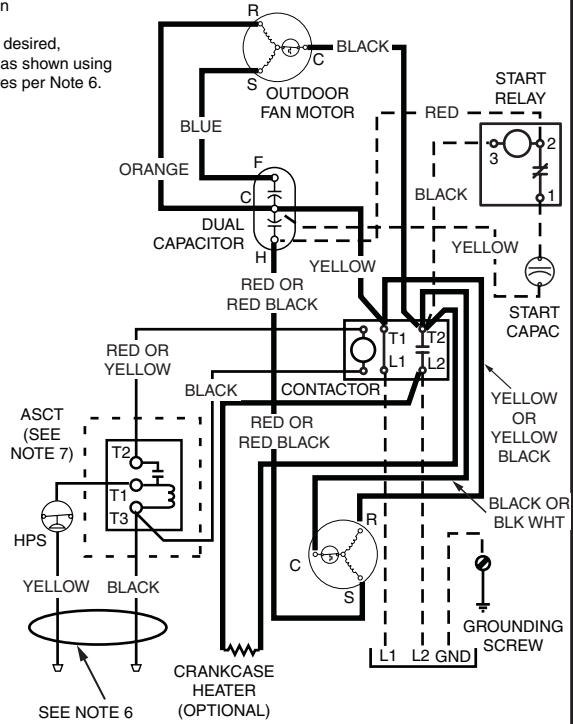 n
desired,
as shown using
es per Note 6.
R
C
BLACK
S
OUTDOOR
FAN MOTOR
START
RELAY
RED
3
2
1
BLUE
ORANGE
F
C
H
DUAL
CAPACITOR
BLACK
YELLOW
YELLOW
RED OR
RED BLACK
START
CAPAC
T1
T2
L1
L2
CONTACTOR
RED OR
YELLOW
BLACK
YELLOW
OR
YELLOW
BLACK
ASCT
(SEE
NOTE 7)
RED OR
RED BLACK
T2
T1
T3
BLACK OR
BLK WHT
HPS
R
C
S
YELLOW
BLACK
GROUNDING
SCREW
L1
L2
GND
CRANKCASE
HEATER
(OPTIONAL)
SEE NOTE 6